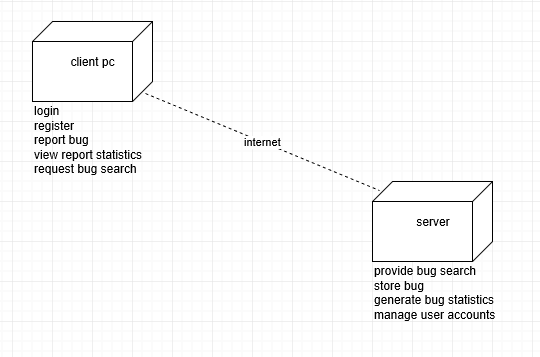 client pc
login
register
report bug
view report statistics
request bug search
internet
server
provide bug search
store bug
generate bug statistics
manage user accounts